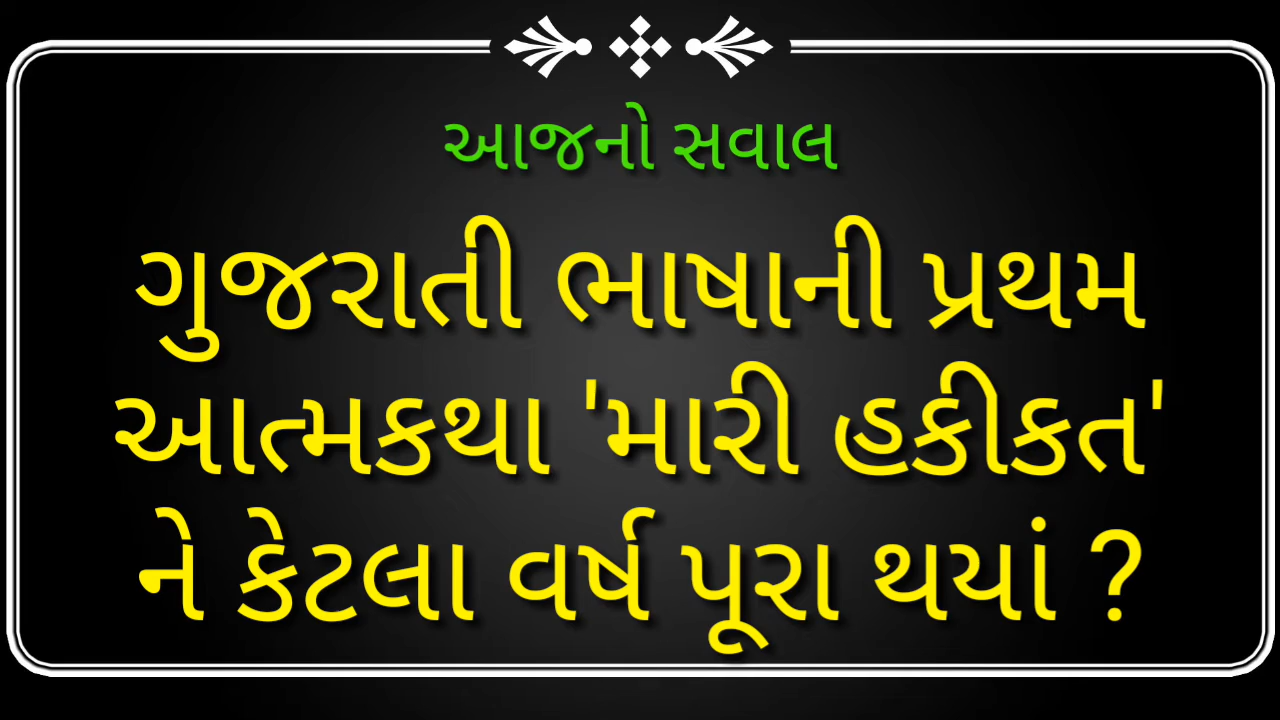 આજનો સવાલ
ગુજરાતી ભાષાની પ્રથમ
આત્મકથા 'મારી હકીકત'
ને કેટલા વર્ષ પૂરા થયાં ?